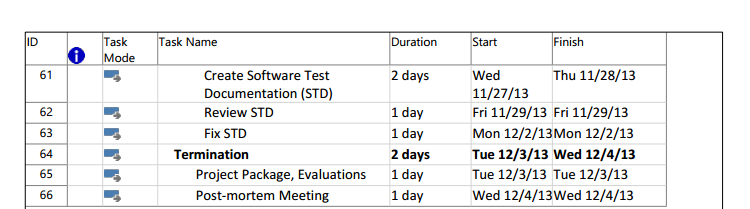 ID Task Mode Task Name Duration Start Finish
61 Create Software Test Documentation (STD) 2 days Wed 11/27/13 Thu 11/28/13
62 Review STD 1 day Fri 11/29/13 Fri 11/29/13
63 Fix STD 1 day Mon 12/2/13 Mon 12/2/13
64 Termination 2 days Tue 12/3/13 Wed 12/4/13
65 Project Package, Evaluations 1 day Tue 12/3/13 Tue 12/3/13
66 Post-mortem Meeting 1 day Wed 12/4/13 Wed 12/4/13